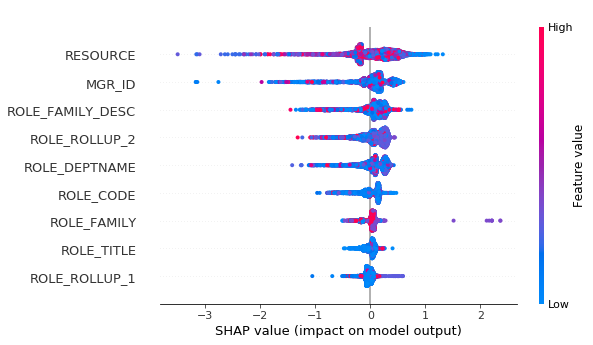 High
RESOURCE
MGR_ID
ROLE_FAMILY_DESC
ROLE_ROLLUP_2
ROLE_DEPTNAME
ROLE_CODE
ROLE_FAMILY
ROLE_TITLE
ROLE_ROLLUP_1
Feature value
Low
−3 −2 −1 0 1 2
SHAP value (impact on model output)